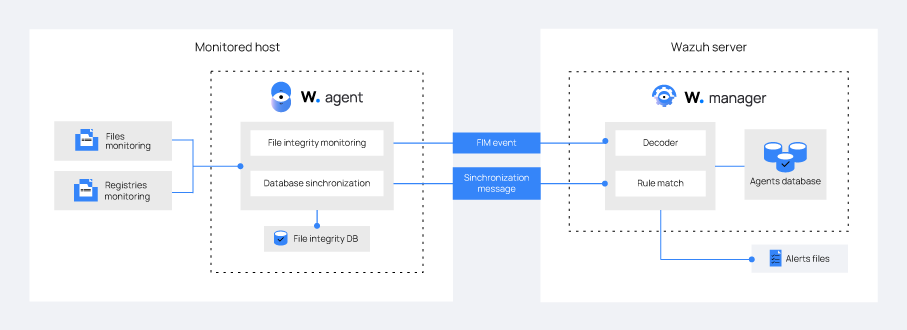 Monitored host
Wazuh server
W. agent
W. manager
Files
monitoring
Registries
monitoring
File integrity monitoring
Database sinchronization
File integrity DB
FIM event
Sinchronization
message
Decoder
Rule match
Agents database
Alerts files